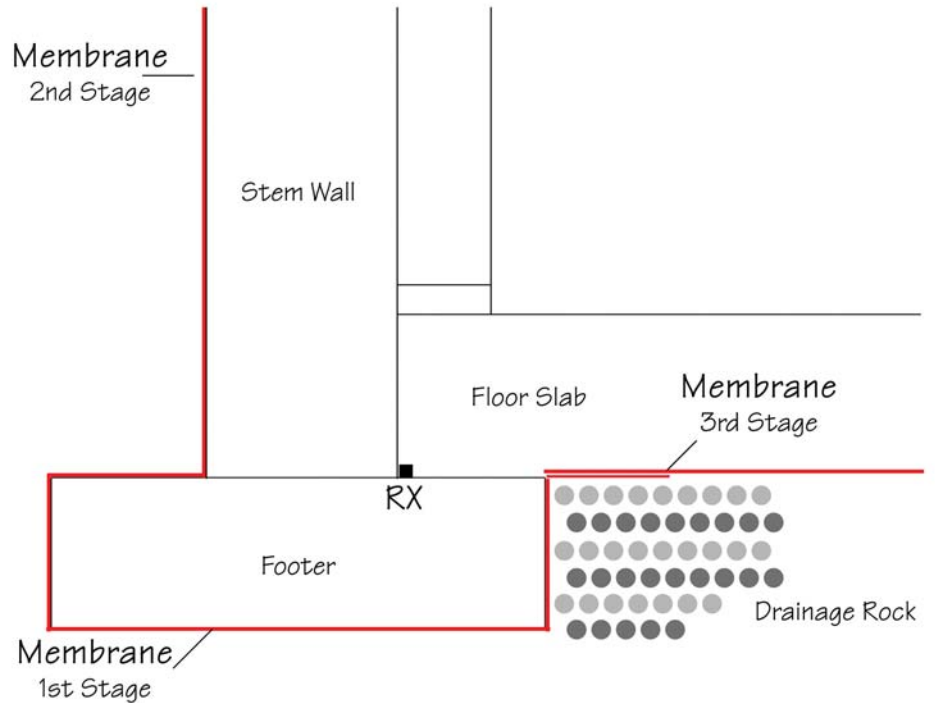 Membrane
2nd Stage
Stem Wall
Floor Slab
Membrane
3rd Stage
RX
Footer
Drainage Rock
Membrane
1st Stage